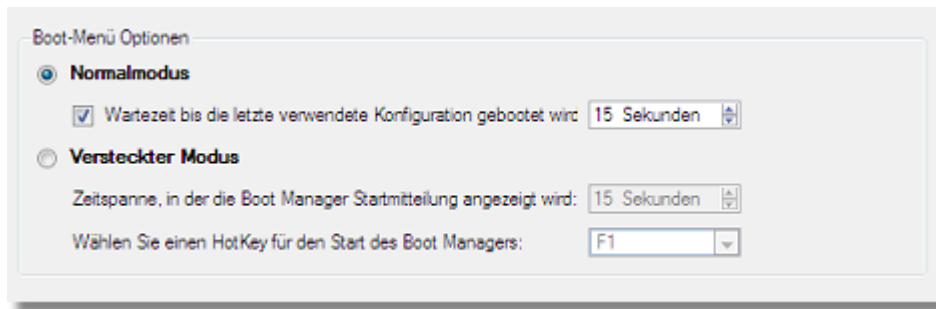 Boot-Menü Optionen
Normalmodus
Wartezeit bis die letzte verwendete Konfiguration gebootet wird 15 Sekunden
Versteckter Modus
Zeitspanne, in der die Boot Manager Startmitteilung angezeigt wird: 15 Sekunden
Wählen Sie einen HotKey für den Start des Boot Managers: F1